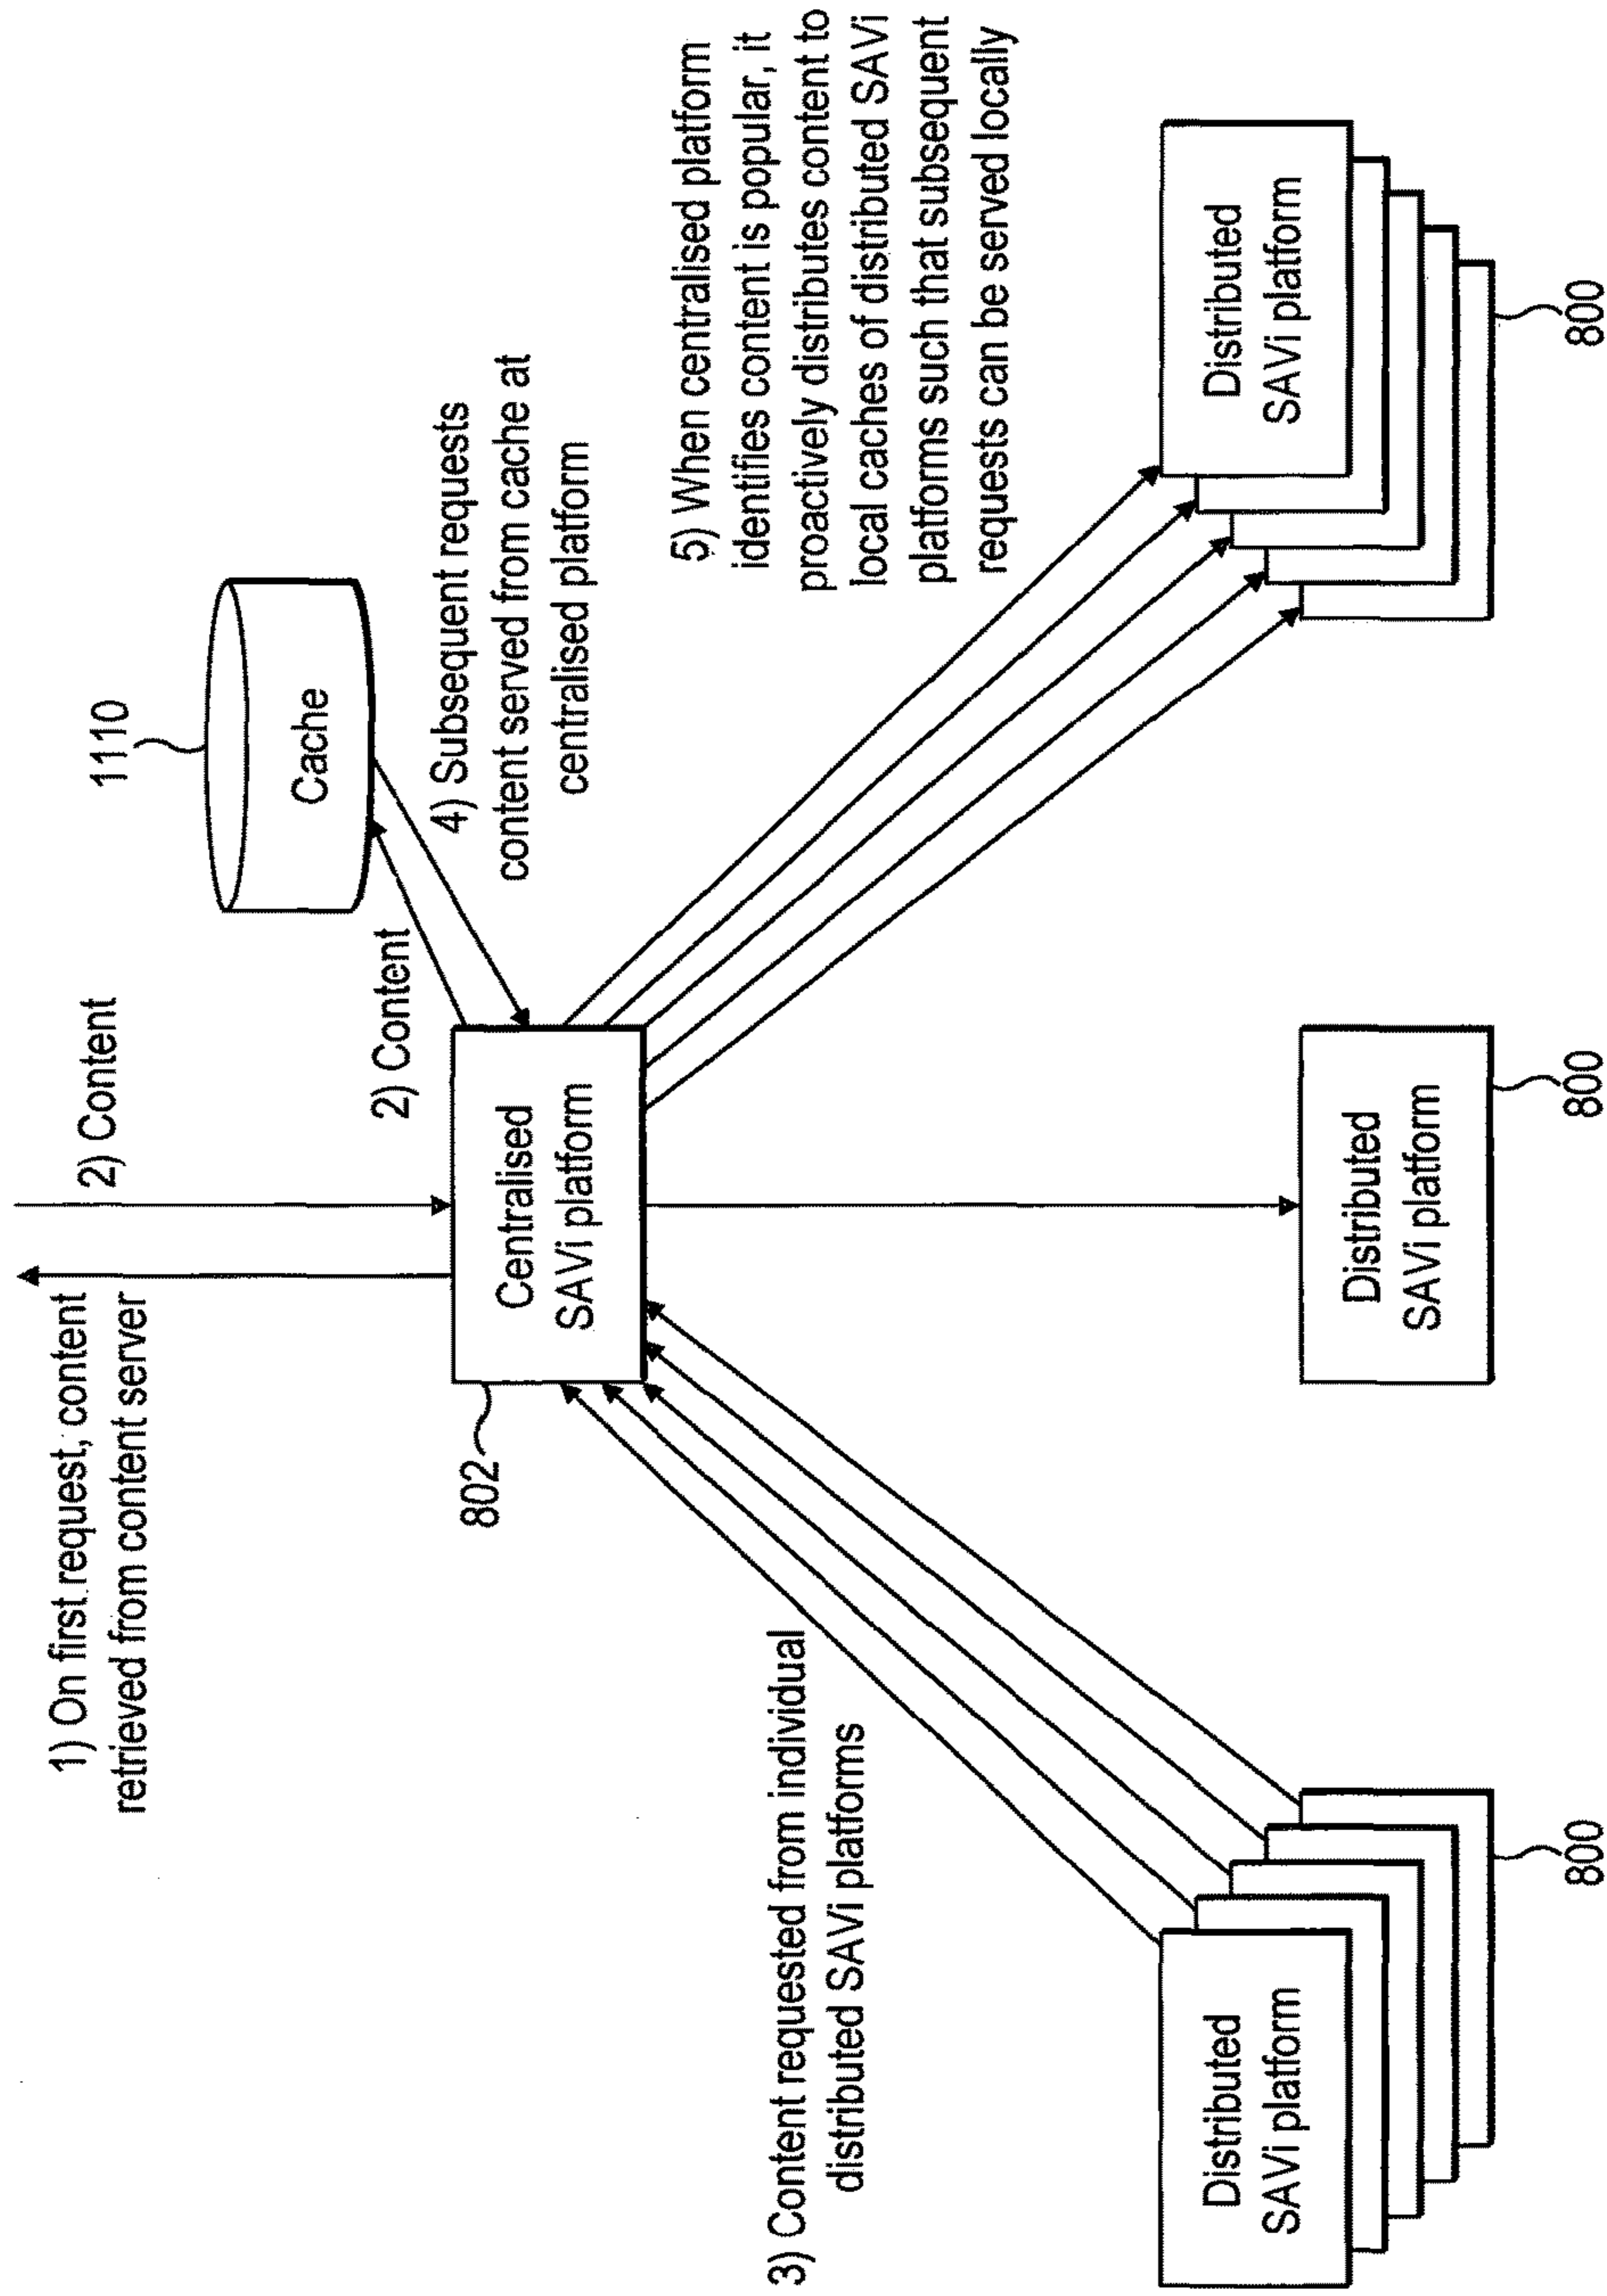 1) On first request, content
retrieved from content server
2) Content
1110
Cache
2) Content
4) Subsequent requests
content served from cache at
centralised platform
802
Centralised
SAVi platform
3) Content requested from individual
distributed SAVi platforms
5) When centralised platform
identifies content is popular, it
proactively distributes content to
local caches of distributed SAVi
platforms such that subsequent
requests can be served locally
Distributed
SAVi platform
800
Distributed
SAVi platform
800
Distributed
SAVi platform
800